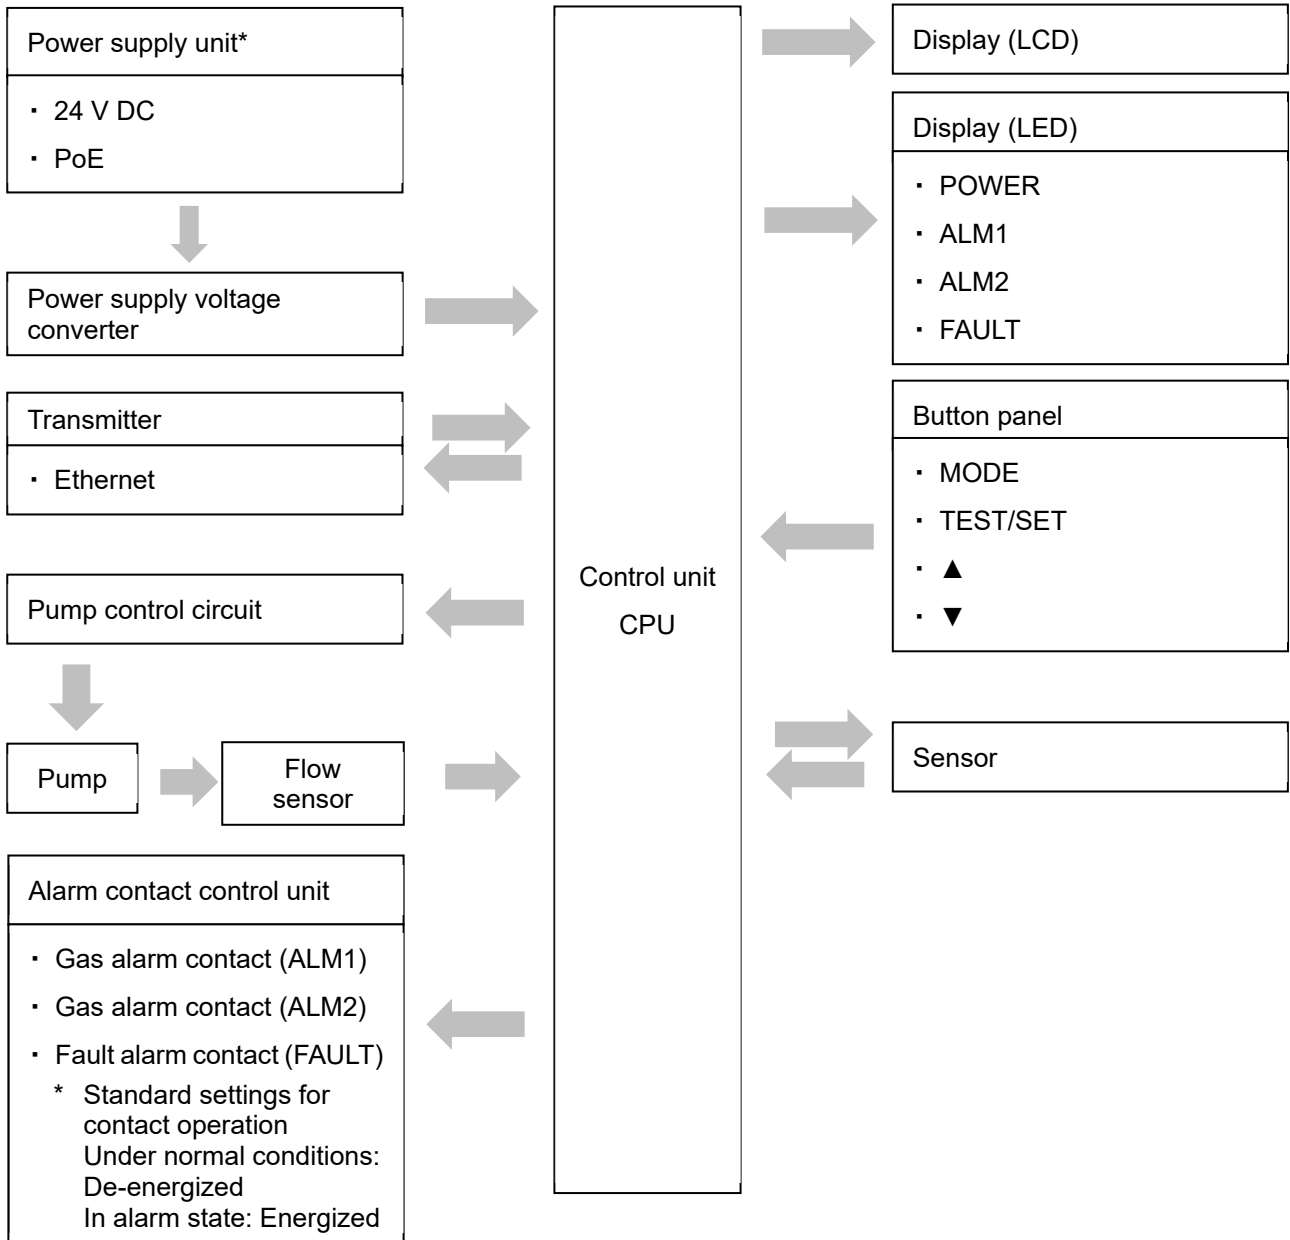 Power supply unit*
・ 24 V DC
・ PoE
Power supply voltage
converter
Transmitter
・ Ethernet
Pump control circuit
Pump
Flow
sensor
Alarm contact control unit
・ Gas alarm contact (ALM1)
・ Gas alarm contact (ALM2)
・ Fault alarm contact (FAULT)
* Standard settings for
contact operation
Under normal conditions:
De-energized
In alarm state: Energized
Control unit
CPU
Display (LCD)
Display (LED)
・ POWER
・ ALM1
・ ALM2
・ FAULT
Button panel
・ MODE
・ TEST/SET
・ ▲
・ ▼
Sensor